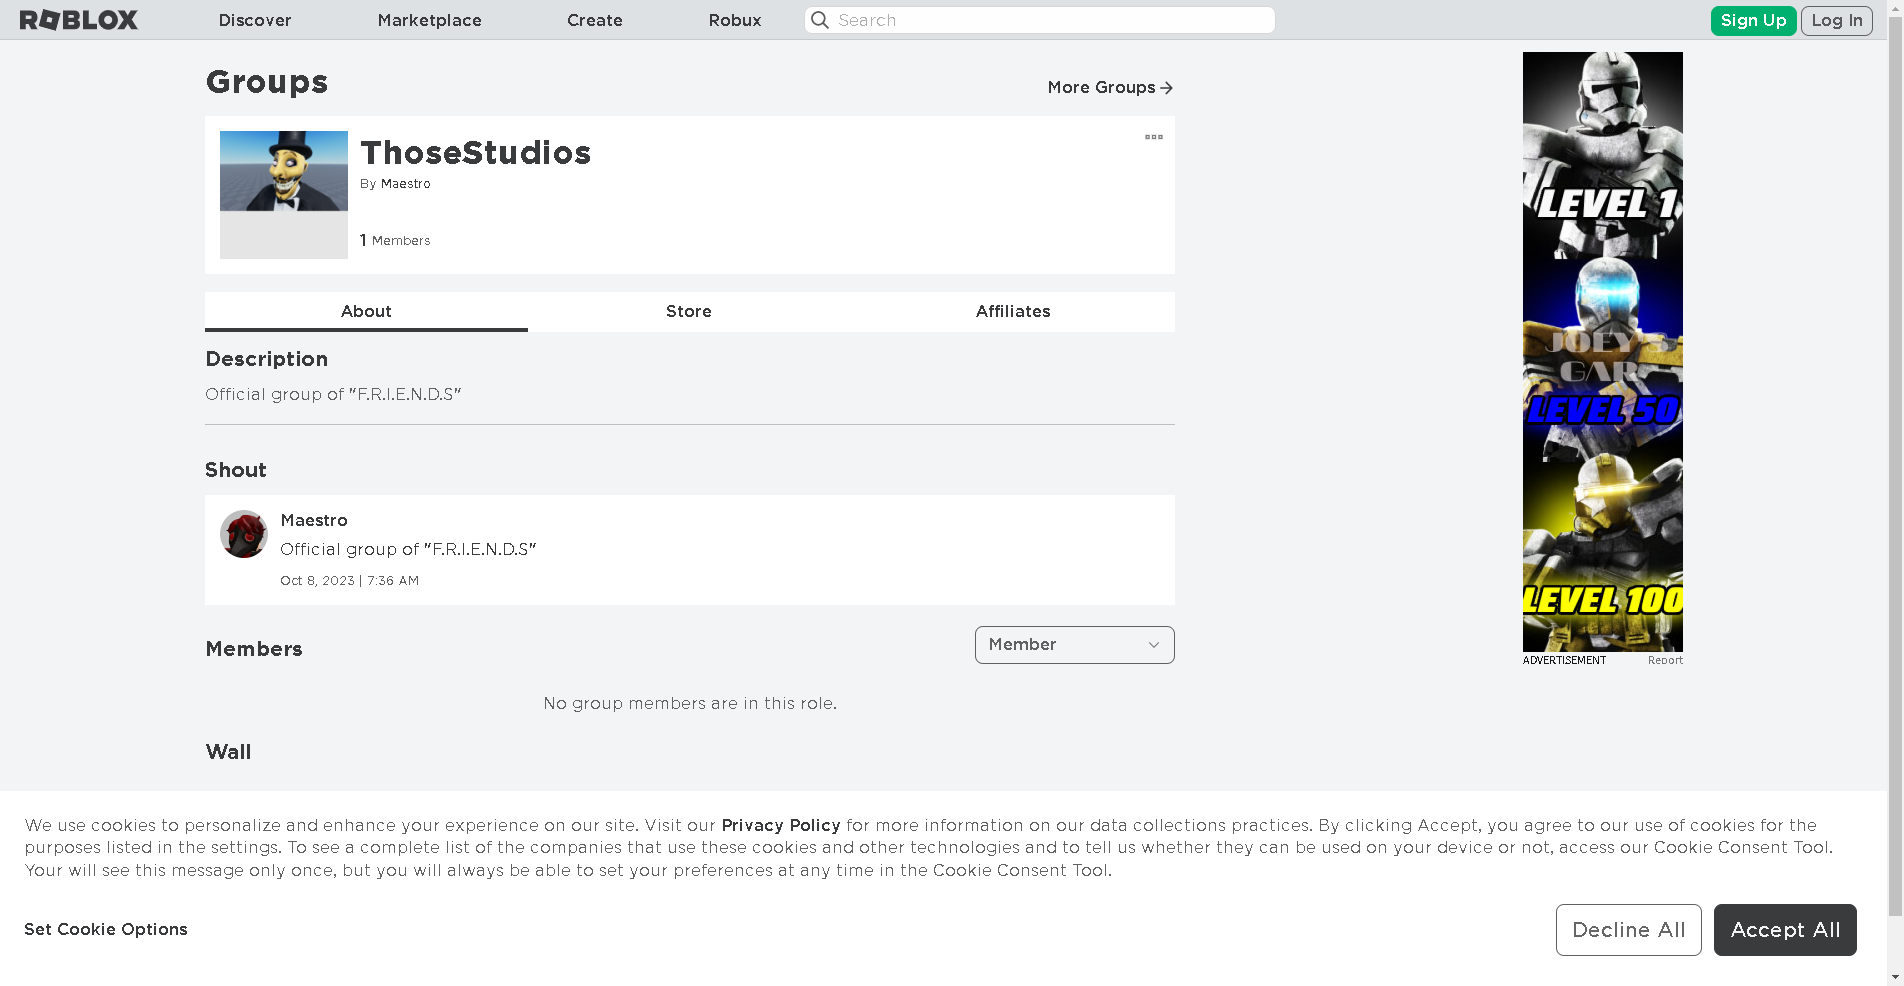 ROBLOX
Discover
Marketplace
Create
Robux
Search
Sign Up
Log In
Groups
More Groups
ThoseStudios
By Maestro
1 Members
About
Store
Affiliates
Description
Official group of "F.R.I.E.N.D.S"
Shout
Maestro
Official group of "F.R.I.E.N.D.S"
Oct 8, 2023 | 7:36 AM
Members
Member
No group members are in this role.
Wall
LEVEL 1
JOEY'S
GAR
LEVEL 50
LEVEL 100
ADVERTISEMENT
Report
We use cookies to personalize and enhance your experience on our site. Visit our Privacy Policy for more information on our data collections practices. By clicking Accept, you agree to our use of cookies for the
purposes listed in the settings. To see a complete list of the companies that use these cookies and other technologies and to tell us whether they can be used on your device or not, access our Cookie Consent Tool.
Your will see this message only once, but you will always be able to set your preferences at any time in the Cookie Consent Tool.
Set Cookie Options
Decline All
Accept All